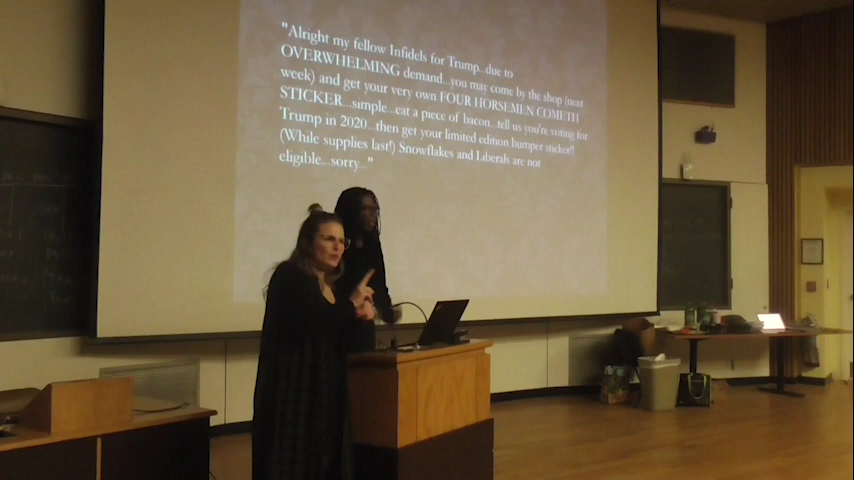 "Alright my fellow Infidels for Trump...due to
OVERWHELMING demand...you may come by the shop (next
week) and get your very own FOUR HORSEMEN COMETH
STICKER...simple...eat a piece of bacon...tell us you're voting for
Trump in 2020...then get your limited edition bumper sticker!!
(While supplies last!) Snowflakes and Liberals are not
eligible...sorry..."